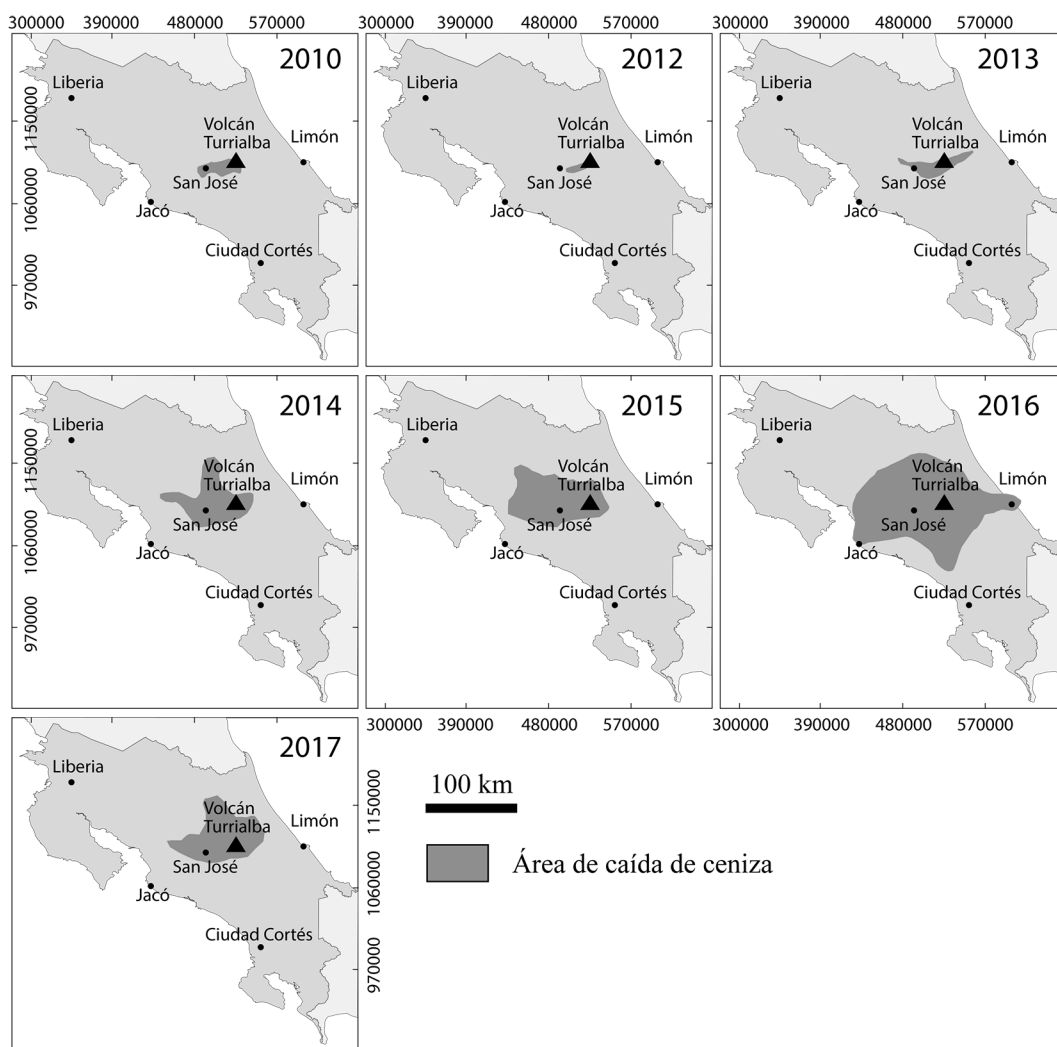 300000 390000 480000 570000
300000 390000 480000 570000
300000 390000 480000 570000
2010
Liberia
Volcán
Turrialba
Limón
San José
Jacó
Ciudad Cortés
1150000
1060000
970000
2012
Liberia
Volcán
Turrialba
Limón
San José
Jacó
Ciudad Cortés
2013
Liberia
Volcán
Turrialba
Limón
San José
Jacó
Ciudad Cortés
2014
Liberia
Volcán
Turrialba
Limón
San José
Jacó
Ciudad Cortés
1150000
1060000
970000
2015
Liberia
Volcán
Turrialba
Limón
San José
Jacó
Ciudad Cortés
2016
Liberia
Volcán
Turrialba
Limón
San José
Jacó
Ciudad Cortés
300000 390000 480000 570000
300000 390000 480000 570000
2017
Liberia
Volcán
Turrialba
Limón
San José
Jacó
Ciudad Cortés
1150000
1060000
970000
100 km
Área de caída de ceniza